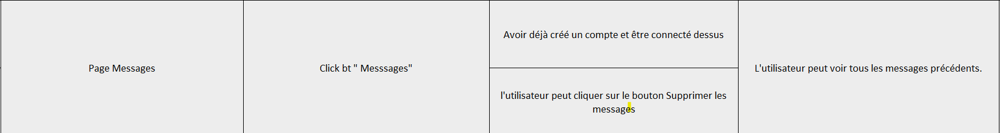 Page Messages
Click bt " Messsages"
Avoir déjà créé un compte et être connecté dessus
l'utilisateur peut cliquer sur le bouton Supprimer les
messages
L'utilisateur peut voir tous les messages précédents.